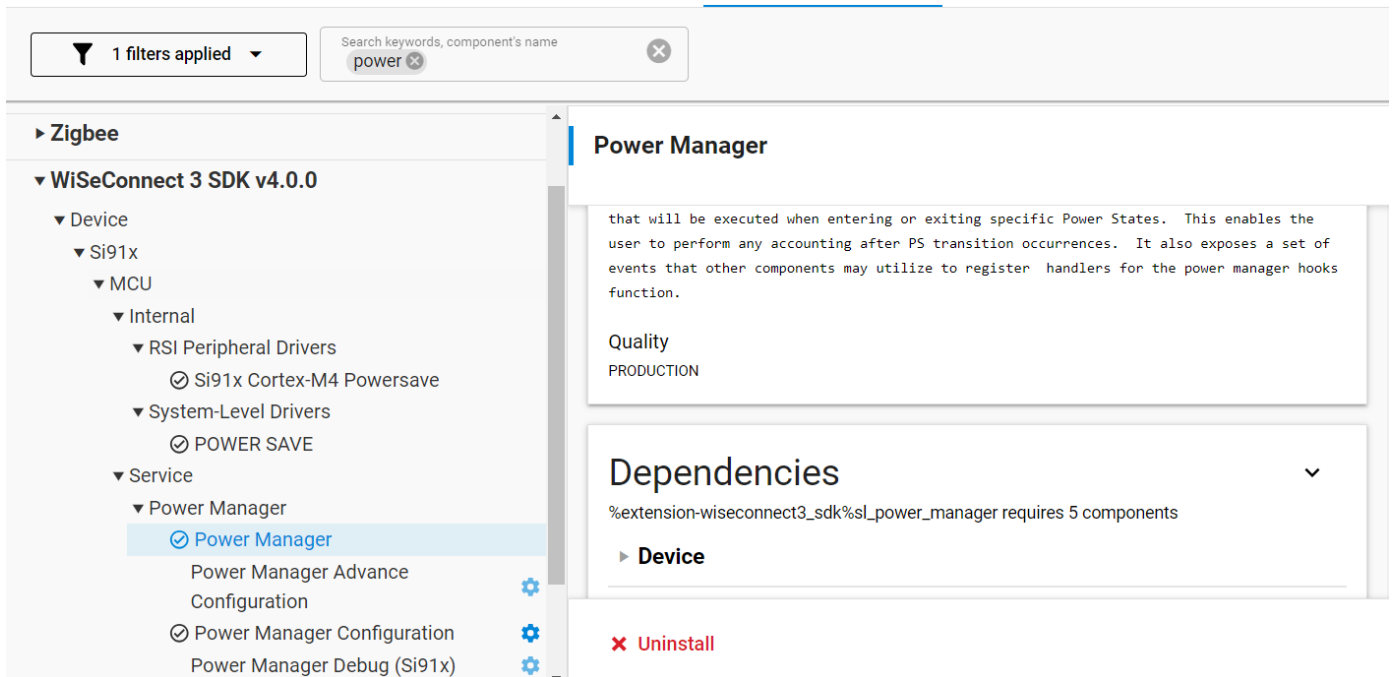 1 filters applied
Search keywords, component's name
power
Zigbee
WiSeConnect 3 SDK v4.0.0
Device
Si91x
MCU
Internal
RSI Peripheral Drivers
Si91x Cortex-M4 Powersave
System-Level Drivers
POWER SAVE
Service
Power Manager
Power Manager
Power Manager Advance
Configuration
Power Manager Configuration
Power Manager Debug (Si91x)
Power Manager
that will be executed when entering or exiting specific Power States.  This enables the
user to perform any accounting after PS transition occurrences.  It also exposes a set of
events that other components may utilize to register  handlers for the power manager hooks
function.
Quality
PRODUCTION
Dependencies
%extension-wiseconnect3_sdk%sl_power_manager requires 5 components
Device
Uninstall